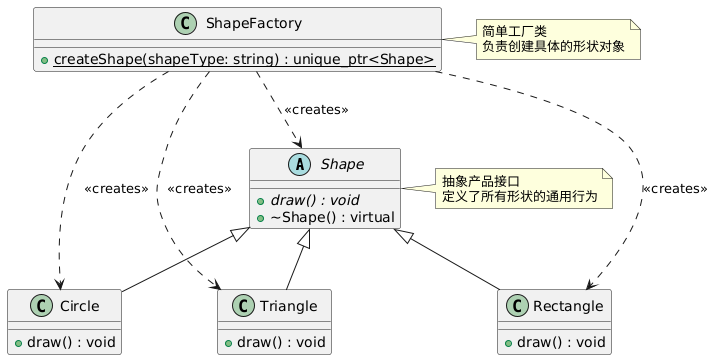 C ShapeFactory
createShape(shapeType: string) : unique_ptr<Shape>
简单工厂类
负责创建具体的形状对象
«creates»
A Shape
draw() : void
~Shape() : virtual
抽象产品接口
定义了所有形状的通用行为
«creates»
«creates»
«creates»
C Circle
draw() : void
C Triangle
draw() : void
C Rectangle
draw() : void